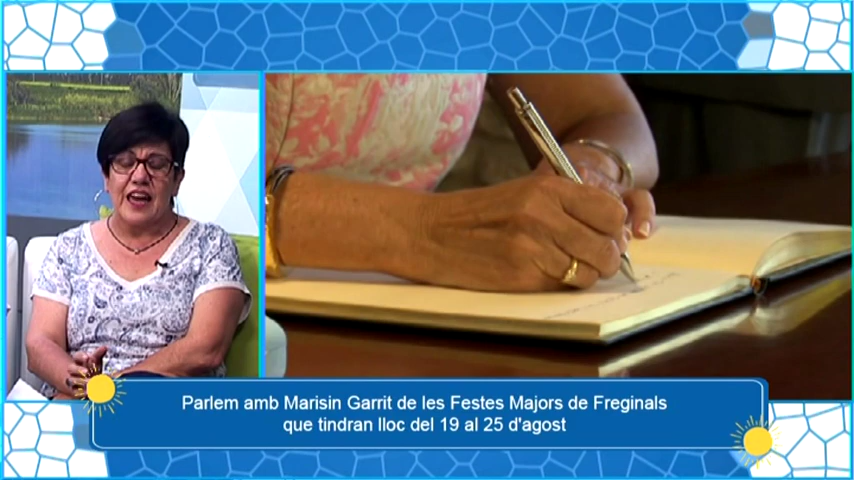 Parlem amb Marisin Garrit de les Festes Majors de Freginals
que tindran lloc del 19 al 25 d'agost